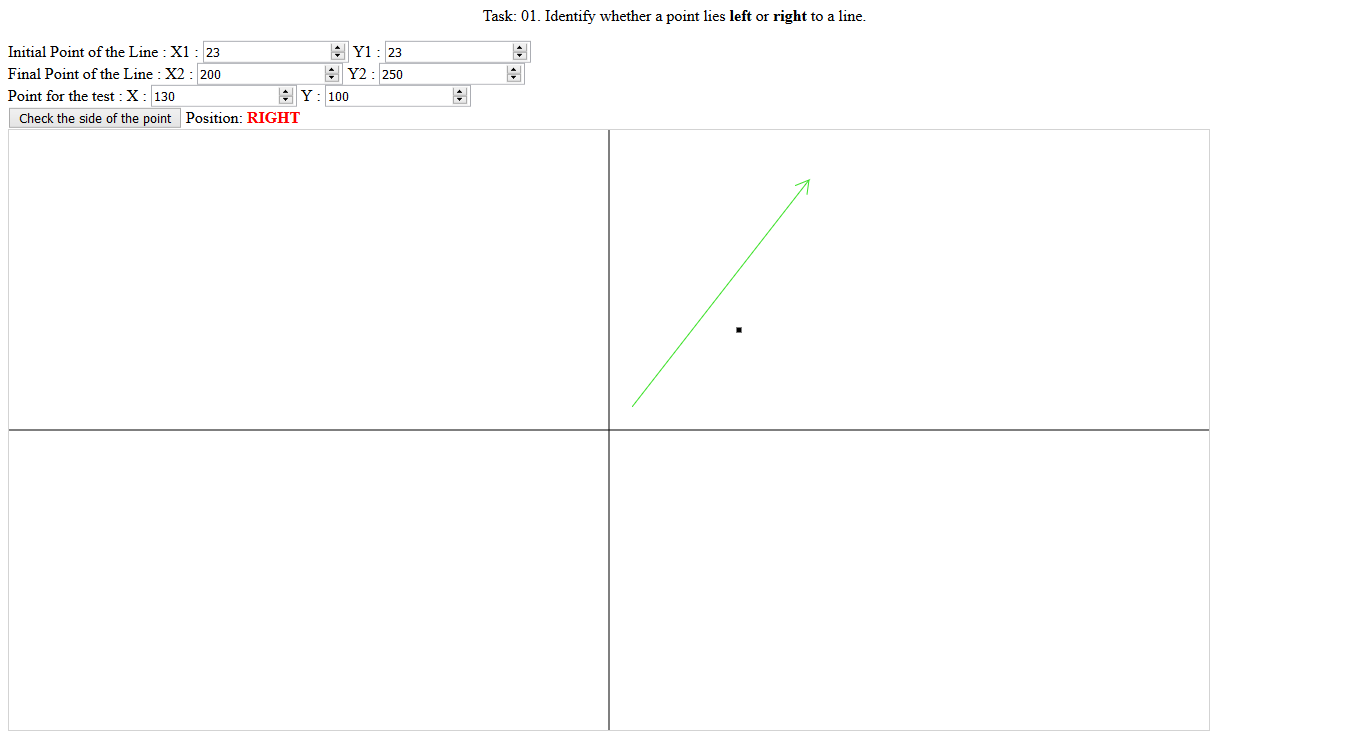 Task: 01. Identify whether a point lies left or right to a line.
Initial Point of the Line : X1 : 23 Y1 : 23
Final Point of the Line : X2 : 200 Y2 : 250
Point for the test : X : 130 Y : 100
Check the side of the point Position: RIGHT